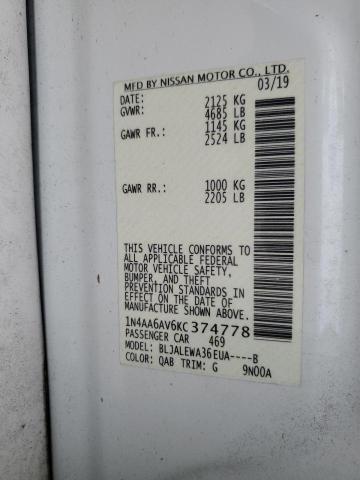 MFD BY NISSAN MOTOR CO., LTD.
03/19
DATE:
GVWR: 2125 KG
4685 LB
GAWR FR.: 1145 KG
2524 LB
GAWR RR.: 1000 KG
2205 LB
THIS VEHICLE CONFORMS TO
ALL APPLICABLE FEDERAL
MOTOR VEHICLE SAFETY,
BUMPER, AND THEFT
PREVENTION STANDARDS IN
EFFECT ON THE DATE OF
MANUFACTURE SHOWN ABOVE.
1N4AA6AV6KC374778
PASSENGER CAR 469
MODEL: BLJALEWA36EUA----B
COLOR: QAB TRIM: G 9N00A